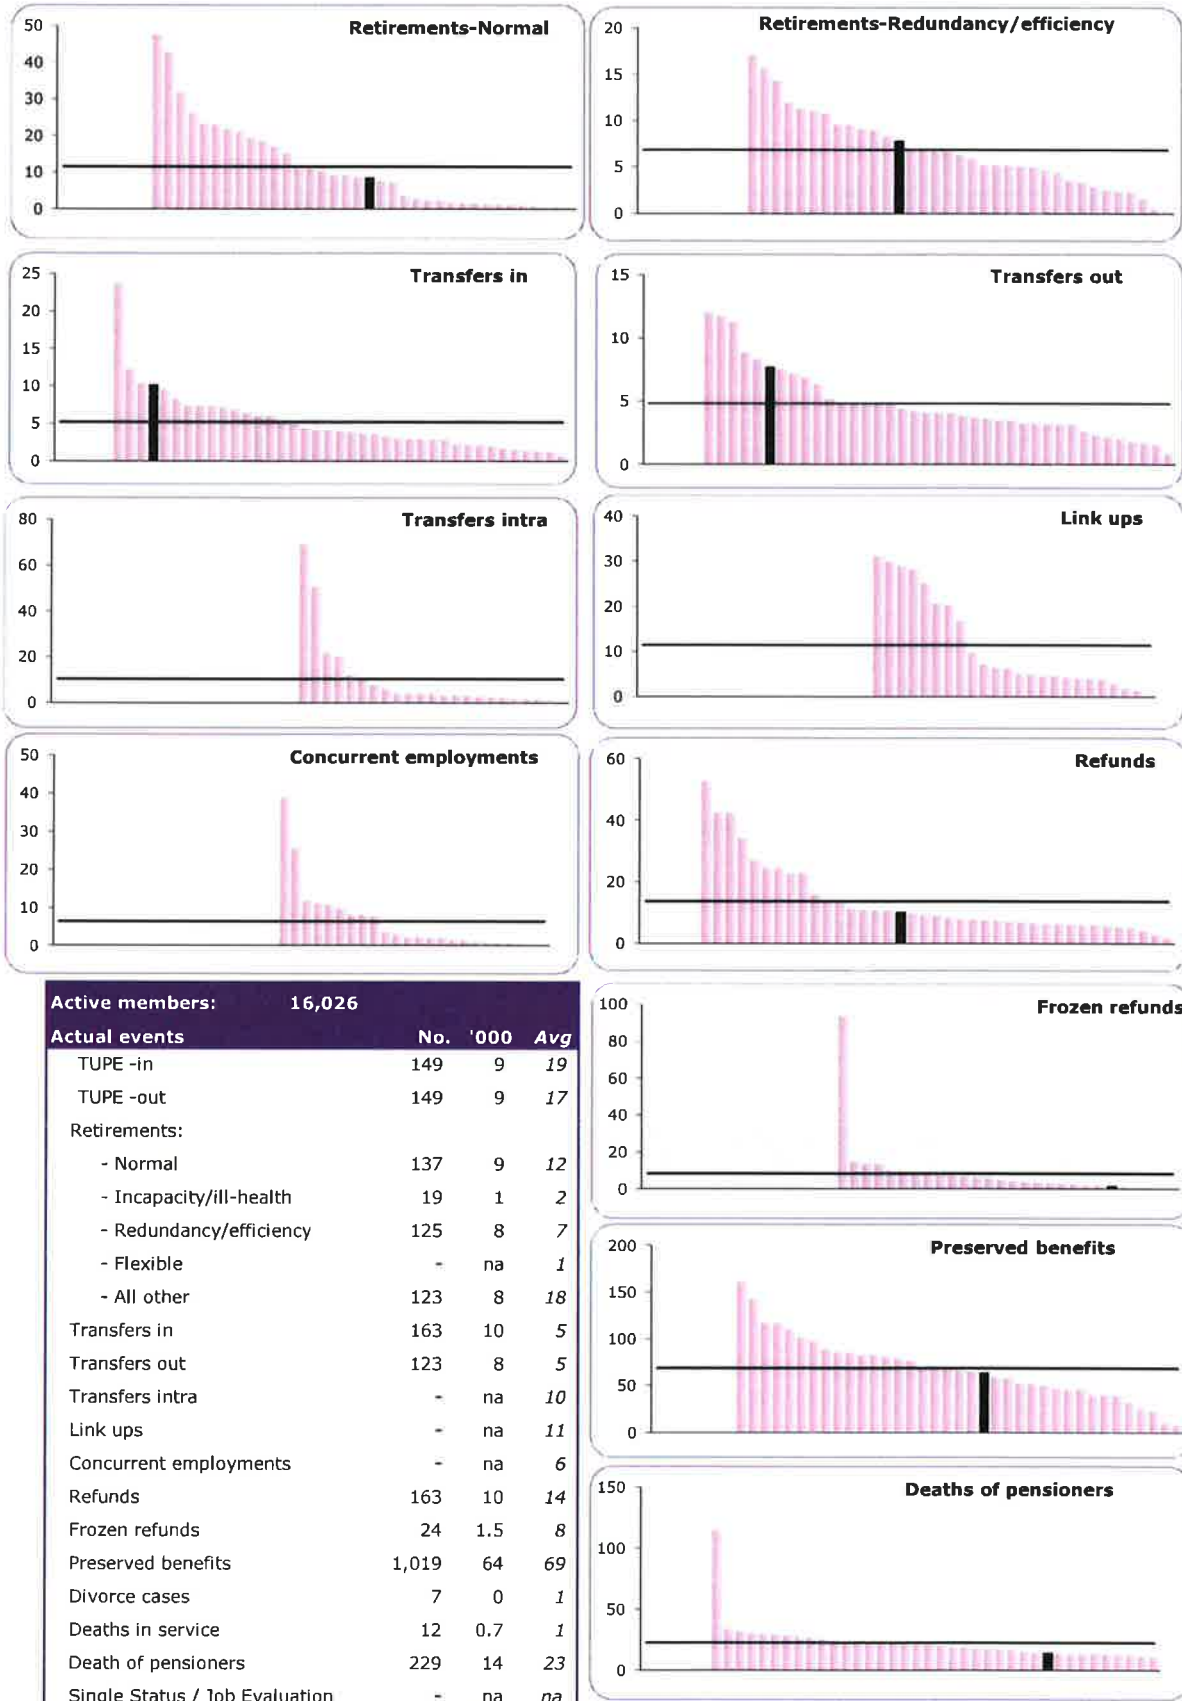 Retirements-Normal
50
40
30
20
10
0
Retirements-Redundancy/efficiency
20
15
10
5
0
Transfers in
25
20
15
10
5
0
Transfers out
15
10
5
0
Transfers intra
80
60
40
20
0
Link ups
40
30
20
10
0
Concurrent employments
50
40
30
20
10
0
Refunds
60
40
20
0
Active members: 16,026
Actual events No. '000 Avg
TUPE -in 149 9 19
TUPE -out 149 9 17
Retirements:
- Normal 137 9 12
- Incapacity/ill-health 19 1 2
- Redundancy/efficiency 125 8 7
- Flexible - na 1
- All other 123 8 18
Transfers in 163 10 5
Transfers out 123 8 5
Transfers intra - na 10
Link ups - na 11
Concurrent employments - na 6
Refunds 163 10 14
Frozen refunds 24 1.5 8
Preserved benefits 1,019 64 69
Divorce cases 7 0 1
Deaths in service 12 0.7 1
Death of pensioners 229 14 23
Single Status / Job Evaluation - na na
Frozen refunds
100
80
60
40
20
0
Preserved benefits
200
150
100
50
0
Deaths of pensioners
150
100
50
0